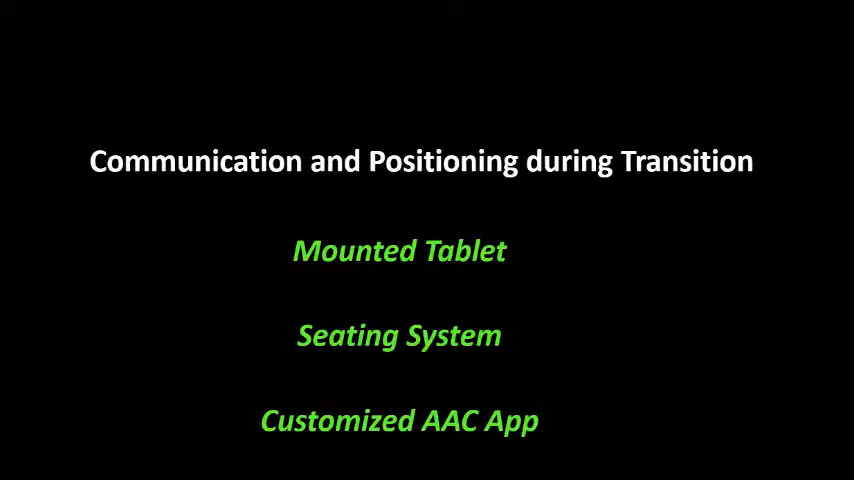 Communication and Positioning during Transition
Mounted Tablet
Seating System
Customized AAC App